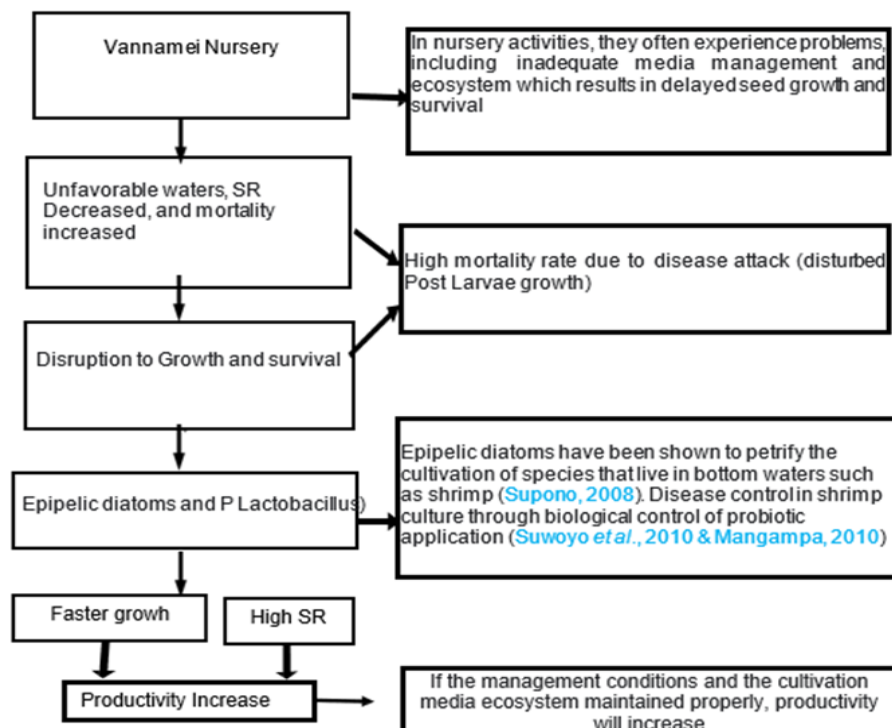 Vannamei Nursery
In nursery activities, they often experience problems,
including inadequate media management and
ecosystem which results in delayed seed growth and
survival
Unfavorable waters, SR
Decreased, and mortality
increased
High mortality rate due to disease attack (disturbed
Post Larvae growth)
Disruption to Growth and survival
Epipelic diatoms have been shown to petrify the
cultivation of species that live in bottom waters such
as shrimp (Supono, 2008). Disease control in shrimp
culture through biological control of probiotic
application (Suwoyo et al., 2010 & Mangampa, 2010)
Epipelic diatoms and P Lactobacillus)
Faster growh
High SR
Productivity Increase
If the management conditions and the cultivation
media ecosystem maintained properly, productivity
will increase